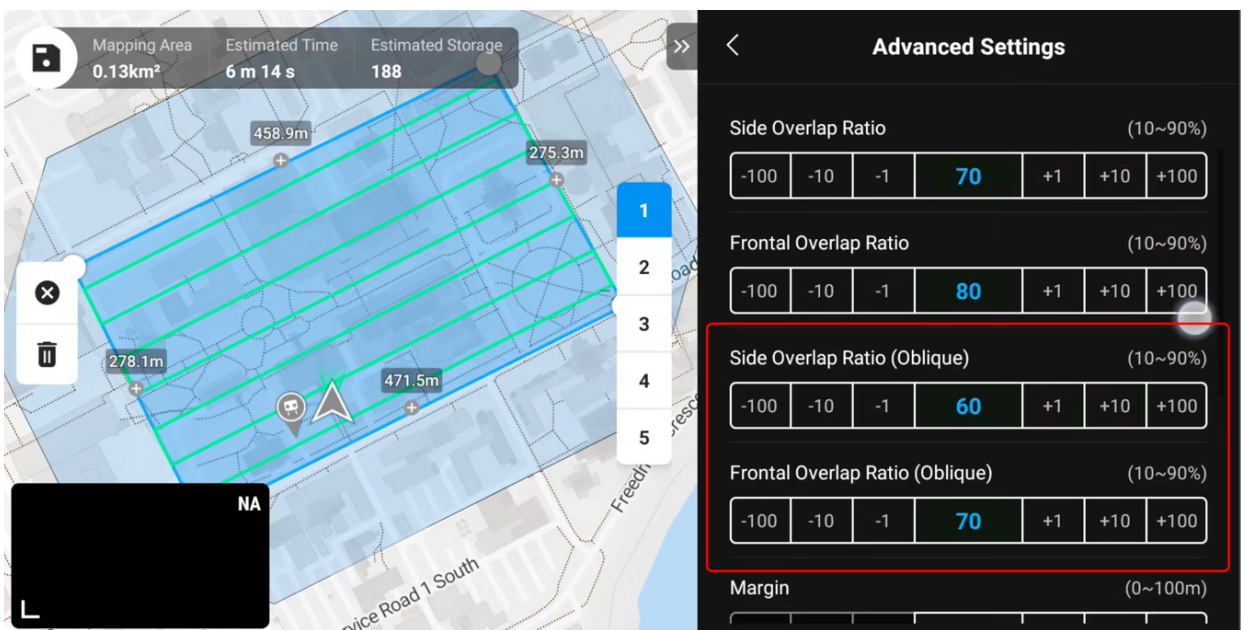 Mapping Area Estimated Time Estimated Storage
0.13km² 6 m 14 s 188
458.9m
275.3m
278.1m
471.5m
1
2
3
4
5
NA
vice Road 1 South
Freedr
oad
resc
Advanced Settings
Side Overlap Ratio (10~90%)
-100 -10 -1 70 +1 +10 +100
Frontal Overlap Ratio (10~90%)
-100 -10 -1 80 +1 +10 +100
Side Overlap Ratio (Oblique) (10~90%)
-100 -10 -1 60 +1 +10 +100
Frontal Overlap Ratio (Oblique) (10~90%)
-100 -10 -1 70 +1 +10 +100
Margin (0~100m)